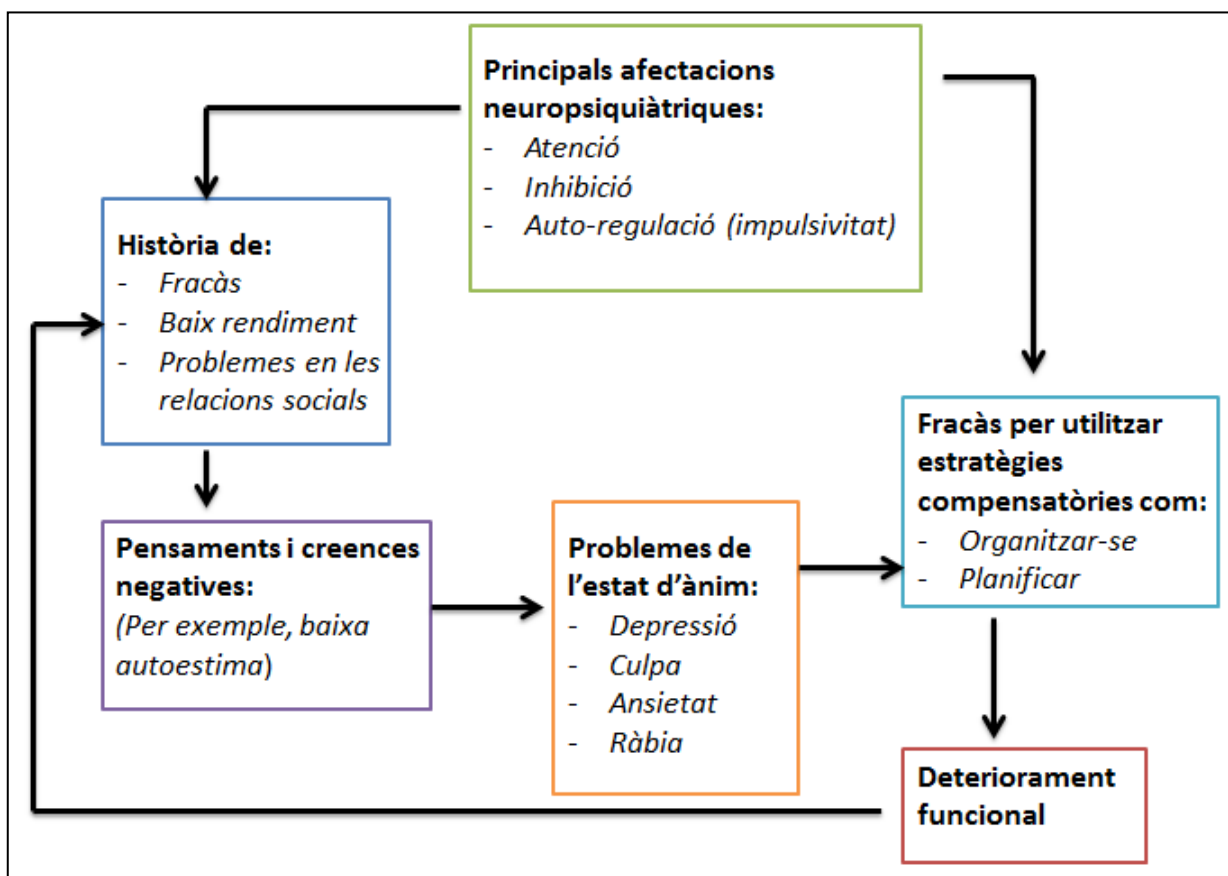 Principals afectacions
neuropsiquiàtriques:
- Atenció
- Inhibició
- Auto-regulació (impulsivitat)
Història de:
- Fracàs
- Baix rendiment
- Problemes en les
relacions socials
Pensaments i creences
negatives:
(Per exemple, baixa
autoestima)
Problemes de
l’estat d’ànim:
- Depressió
- Culpa
- Ansietat
- Ràbia
Fracàs per utilitzar
estratègies
compensatòries com:
- Organitzar-se
- Planificar
Deteriorament
funcional